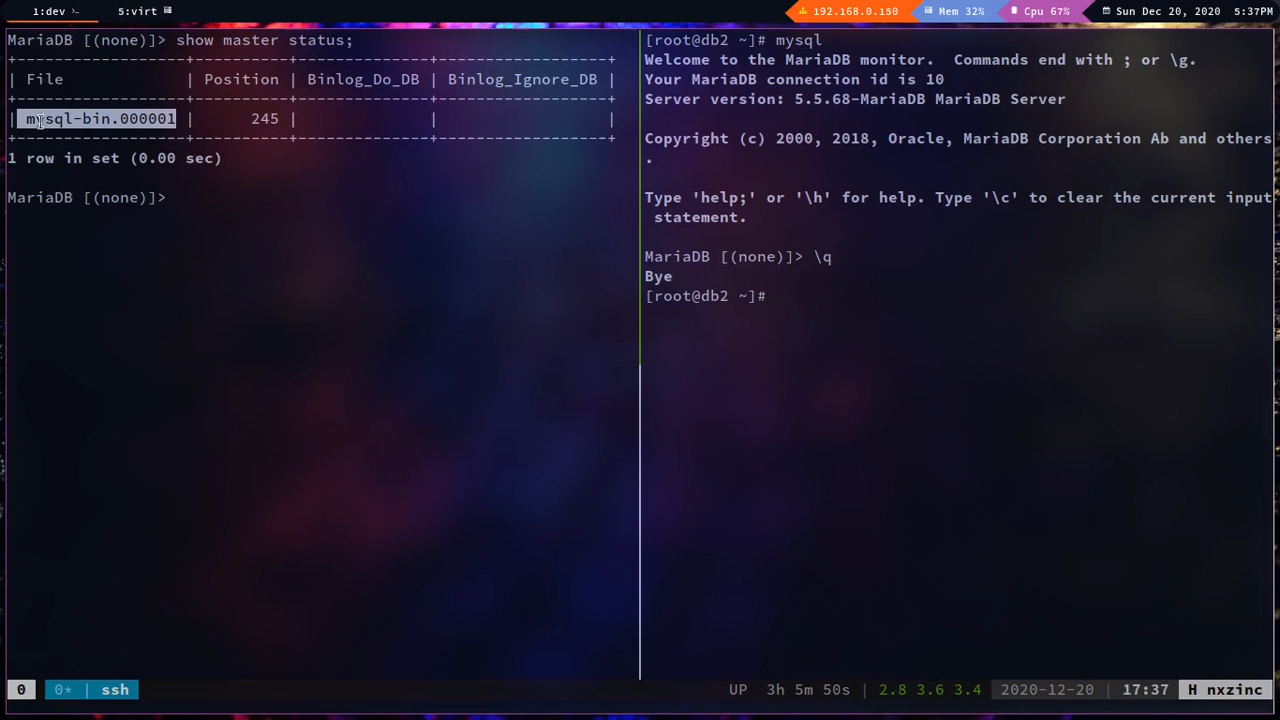 1:dev 5:virt 192.168.0.150 Mem 32% Cpu 67% Sun Dec 20, 2020 5:37PM
MariaDB [(none)]> show master status;
+------------------+----------+--------------+------------------+
| File             | Position | Binlog_Do_DB | Binlog_Ignore_DB |
+------------------+----------+--------------+------------------+
| mysql-bin.000001 |      245 |              |                  |
+------------------+----------+--------------+------------------+
1 row in set (0.00 sec)
MariaDB [(none)]>
[root@db2 ~]# mysql
Welcome to the MariaDB monitor.  Commands end with ; or \g.
Your MariaDB connection id is 10
Server version: 5.5.68-MariaDB MariaDB Server
Copyright (c) 2000, 2018, Oracle, MariaDB Corporation Ab and others
.
Type 'help;' or '\h' for help. Type '\c' to clear the current input
statement.
MariaDB [(none)]> \q
Bye
[root@db2 ~]#
0 0* | ssh UP 3h 5m 50s | 2.8 3.6 3.4 2020-12-20 | 17:37 H nxzinc